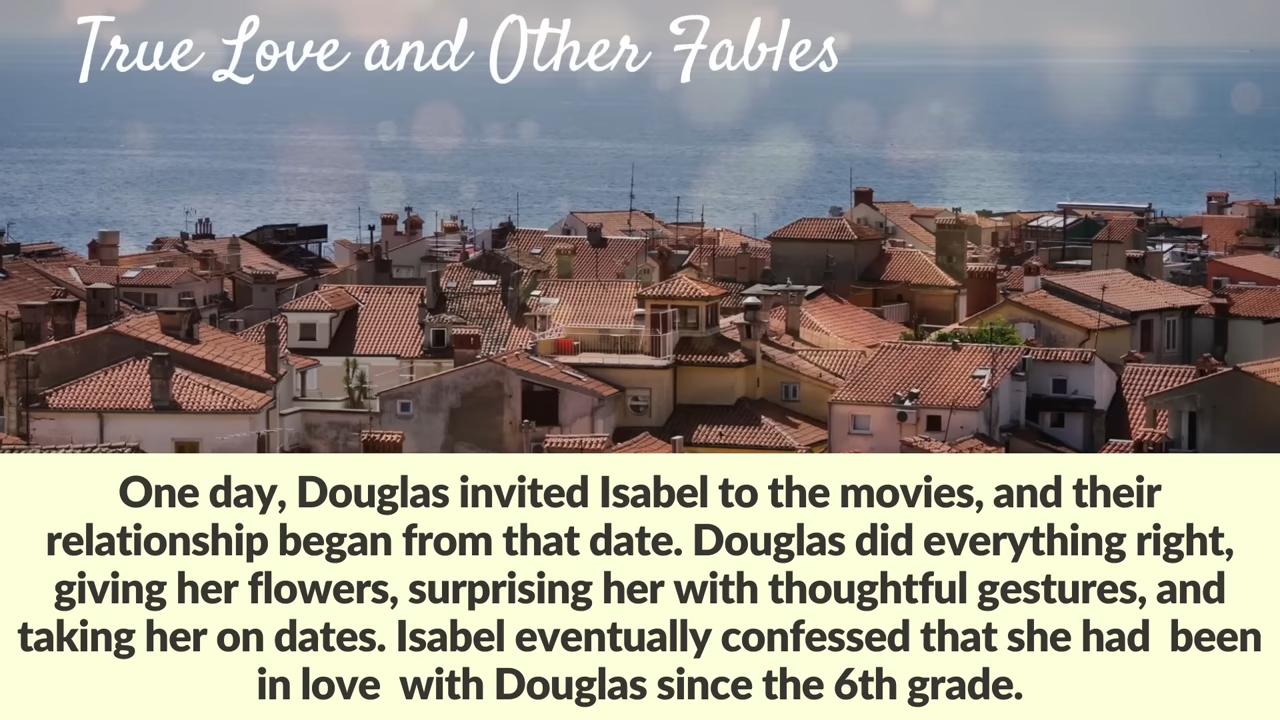 True Love and Other Fables
One day, Douglas invited Isabel to the movies, and their
relationship began from that date. Douglas did everything right,
giving her flowers, surprising her with thoughtful gestures, and
taking her on dates. Isabel eventually confessed that she had  been
in love  with Douglas since the 6th grade.